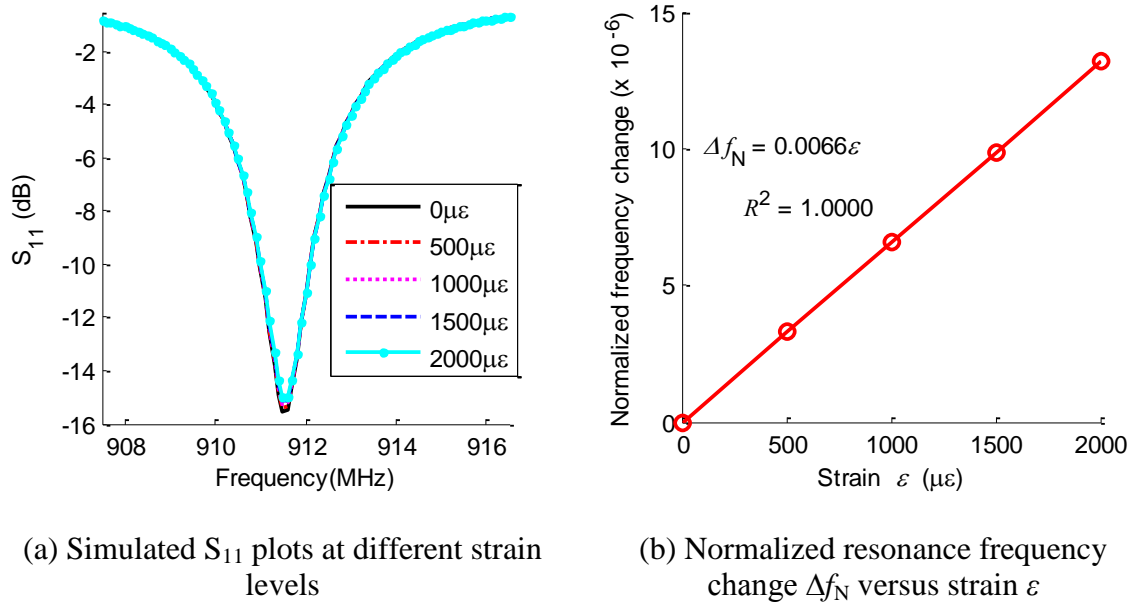 -2
-4
-6
-8
-10
-12
-14
-16
S11 (dB)
908 910 912 914 916
Frequency(MHz)
0με
500με
1000με
1500με
2000με
15
10
5
0
Normalized frequency change (x 10 -6)
ΔfN = 0.0066ε
R2 = 1.0000
0 500 1000 1500 2000
Strain ε (με)
(a) Simulated S11 plots at different strain
levels
(b) Normalized resonance frequency
change ΔfN versus strain ε